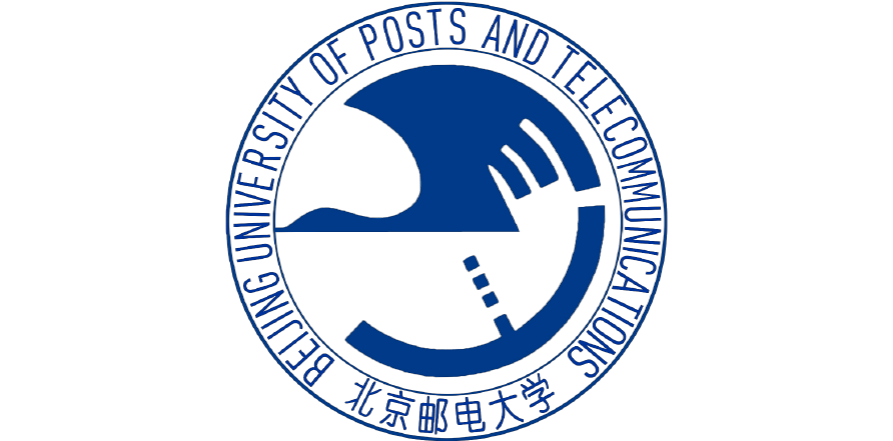 BEIJING UNIVERSITY OF POSTS AND TELECOMMUNICATIONS
北京邮电大学